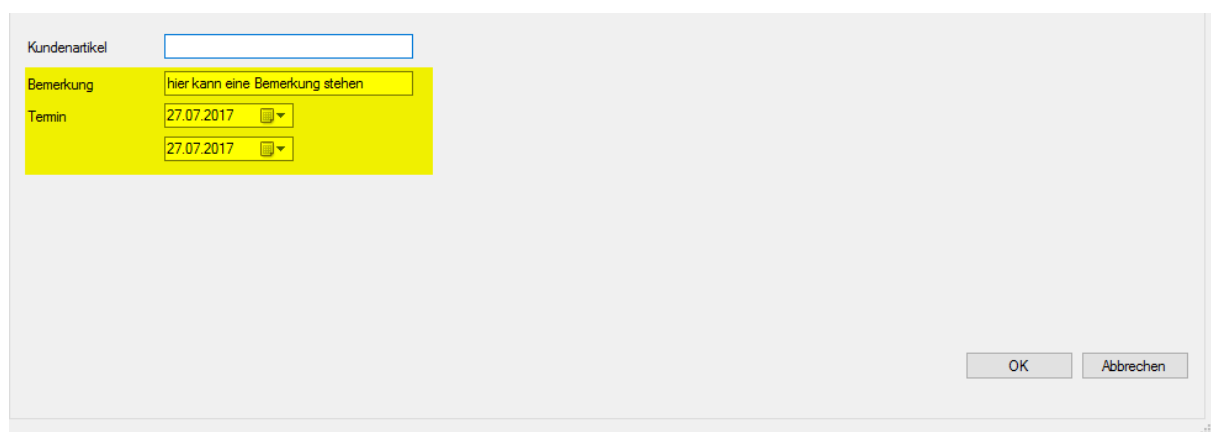 Kundenartikel
Bemerkung hier kann eine Bemerkung stehen
Termin 27.07.2017
27.07.2017
OK Abbrechen